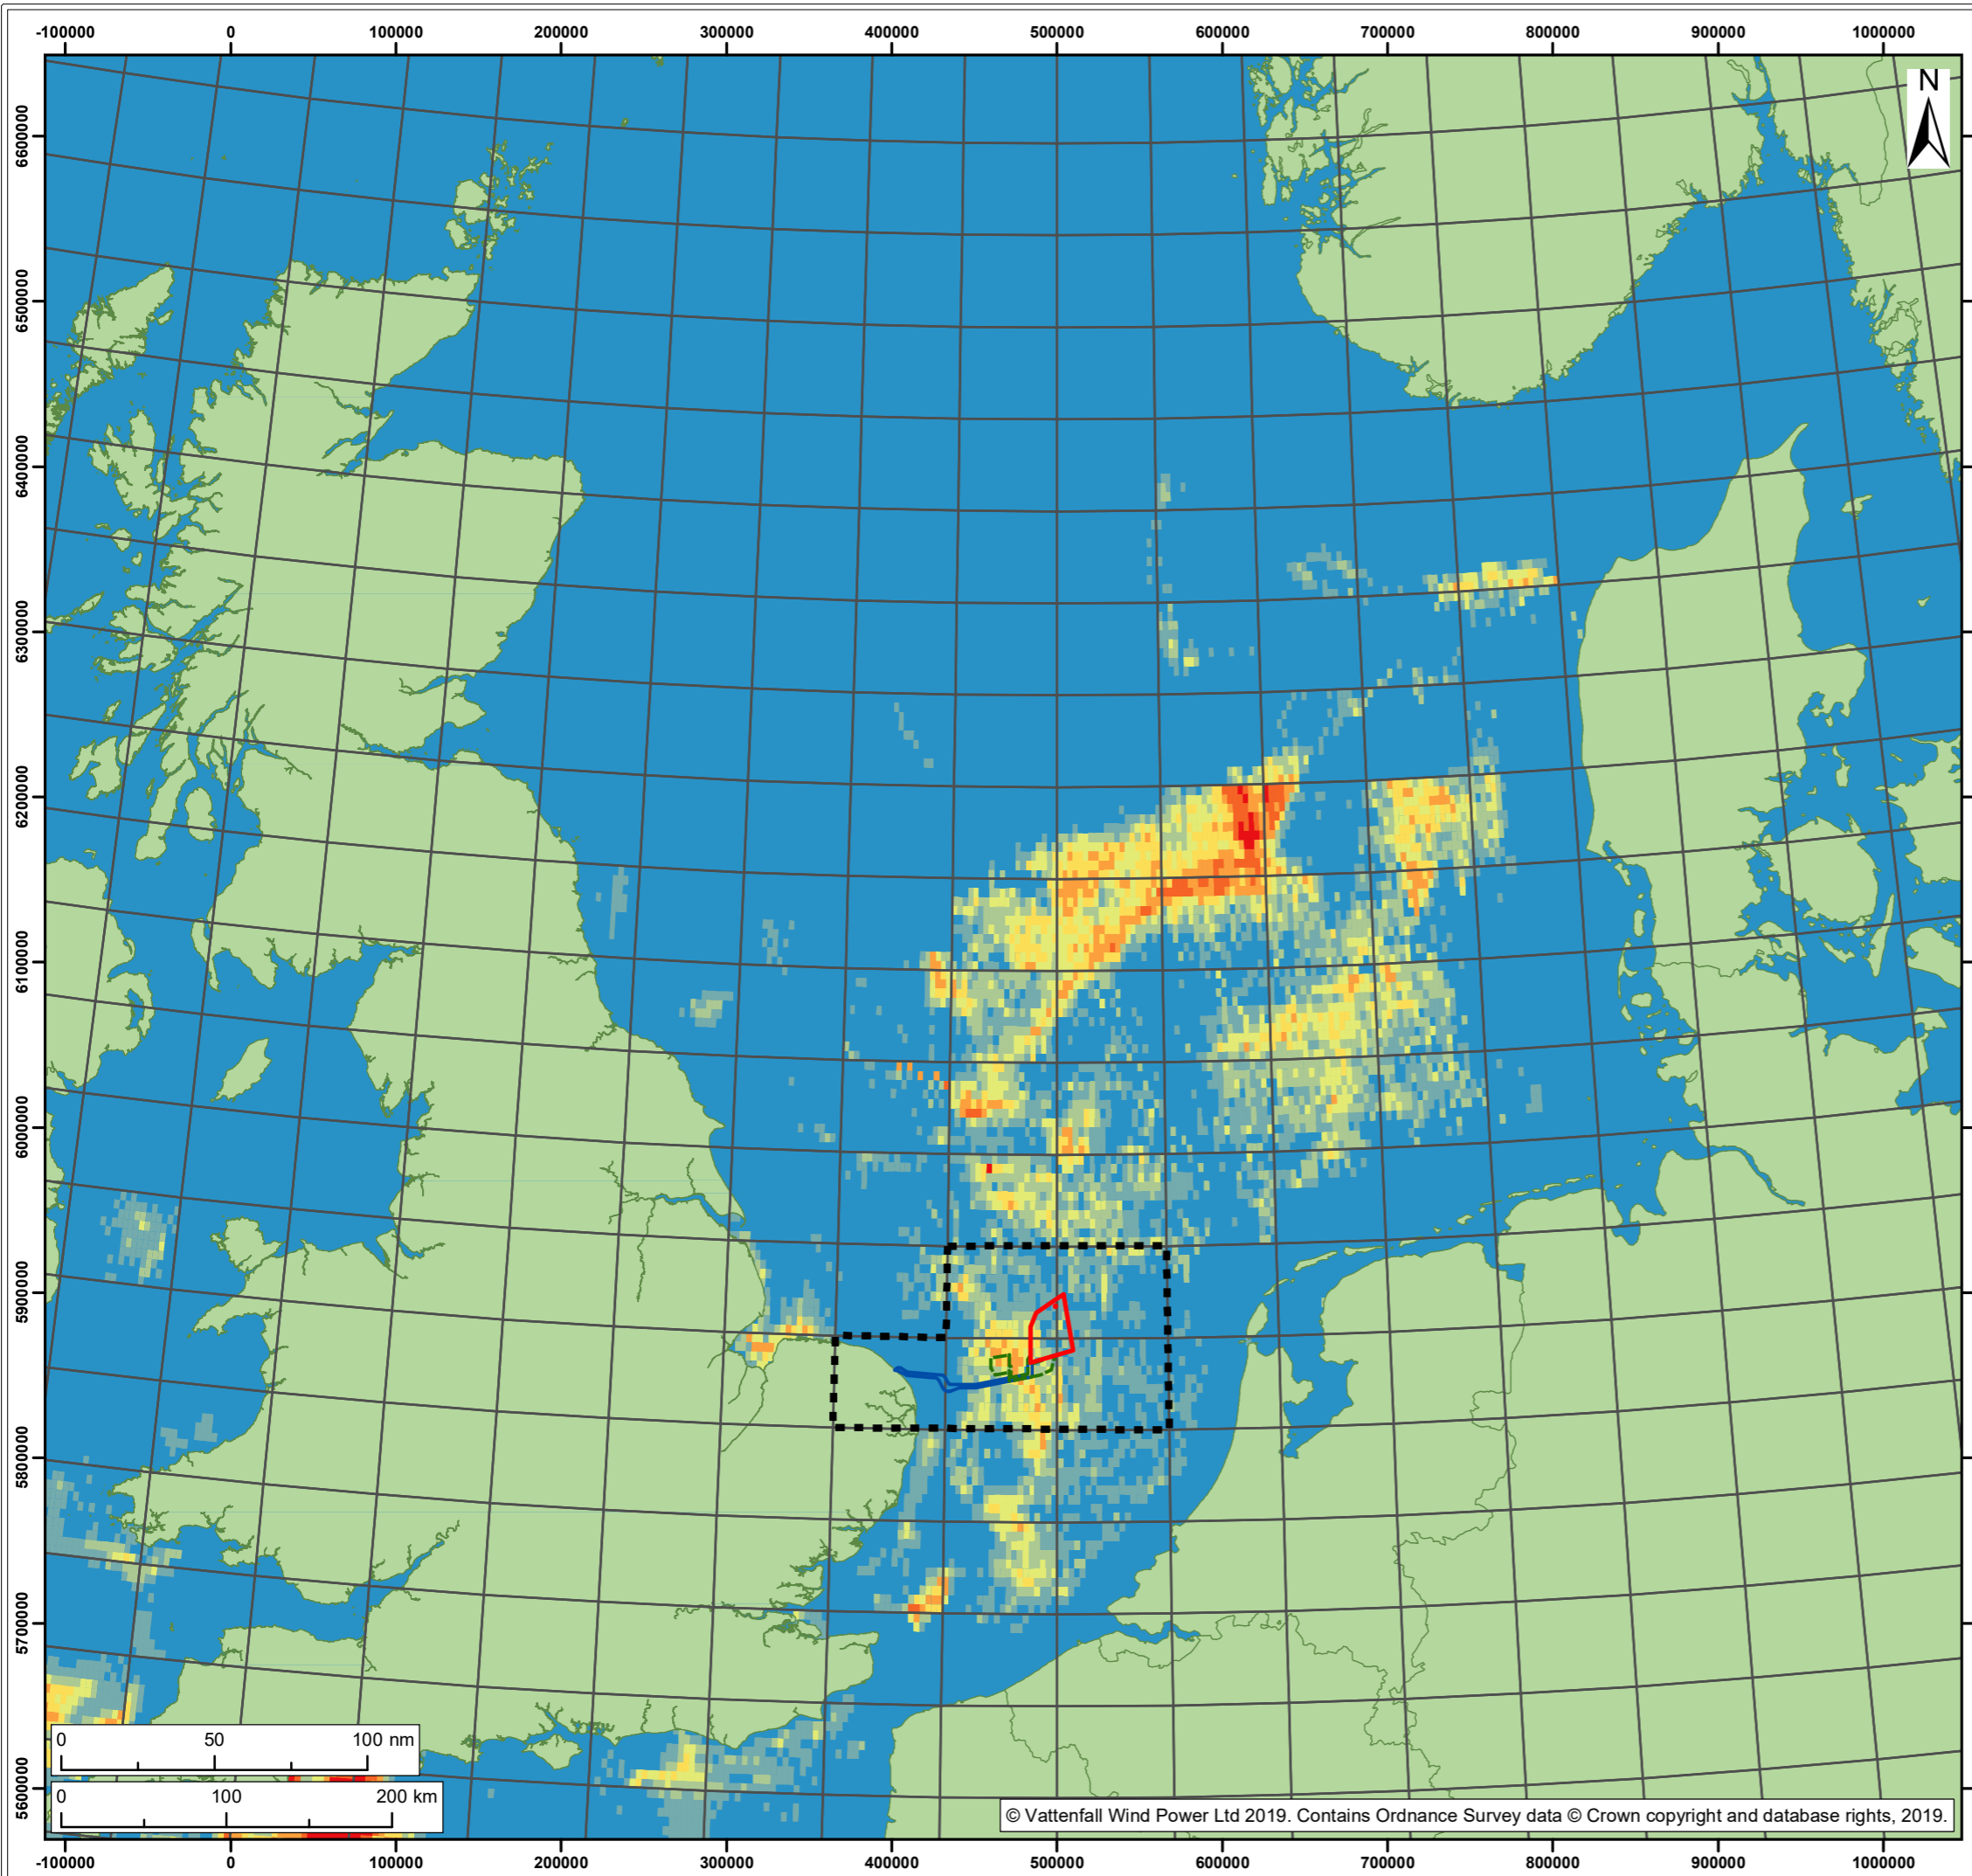 -100000 0 100000 200000 300000 400000 500000 600000 700000 800000 900000 1000000
N
6600000
6500000
6400000
6300000
6200000
6100000
6000000
5900000
5800000
5700000
5600000
0 50 100 nm
0 100 200 km
© Vattenfall Wind Power Ltd 2019. Contains Ordnance Survey data © Crown copyright and database rights, 2019.
-100000 0 100000 200000 300000 400000 500000 600000 700000 800000 900000 1000000